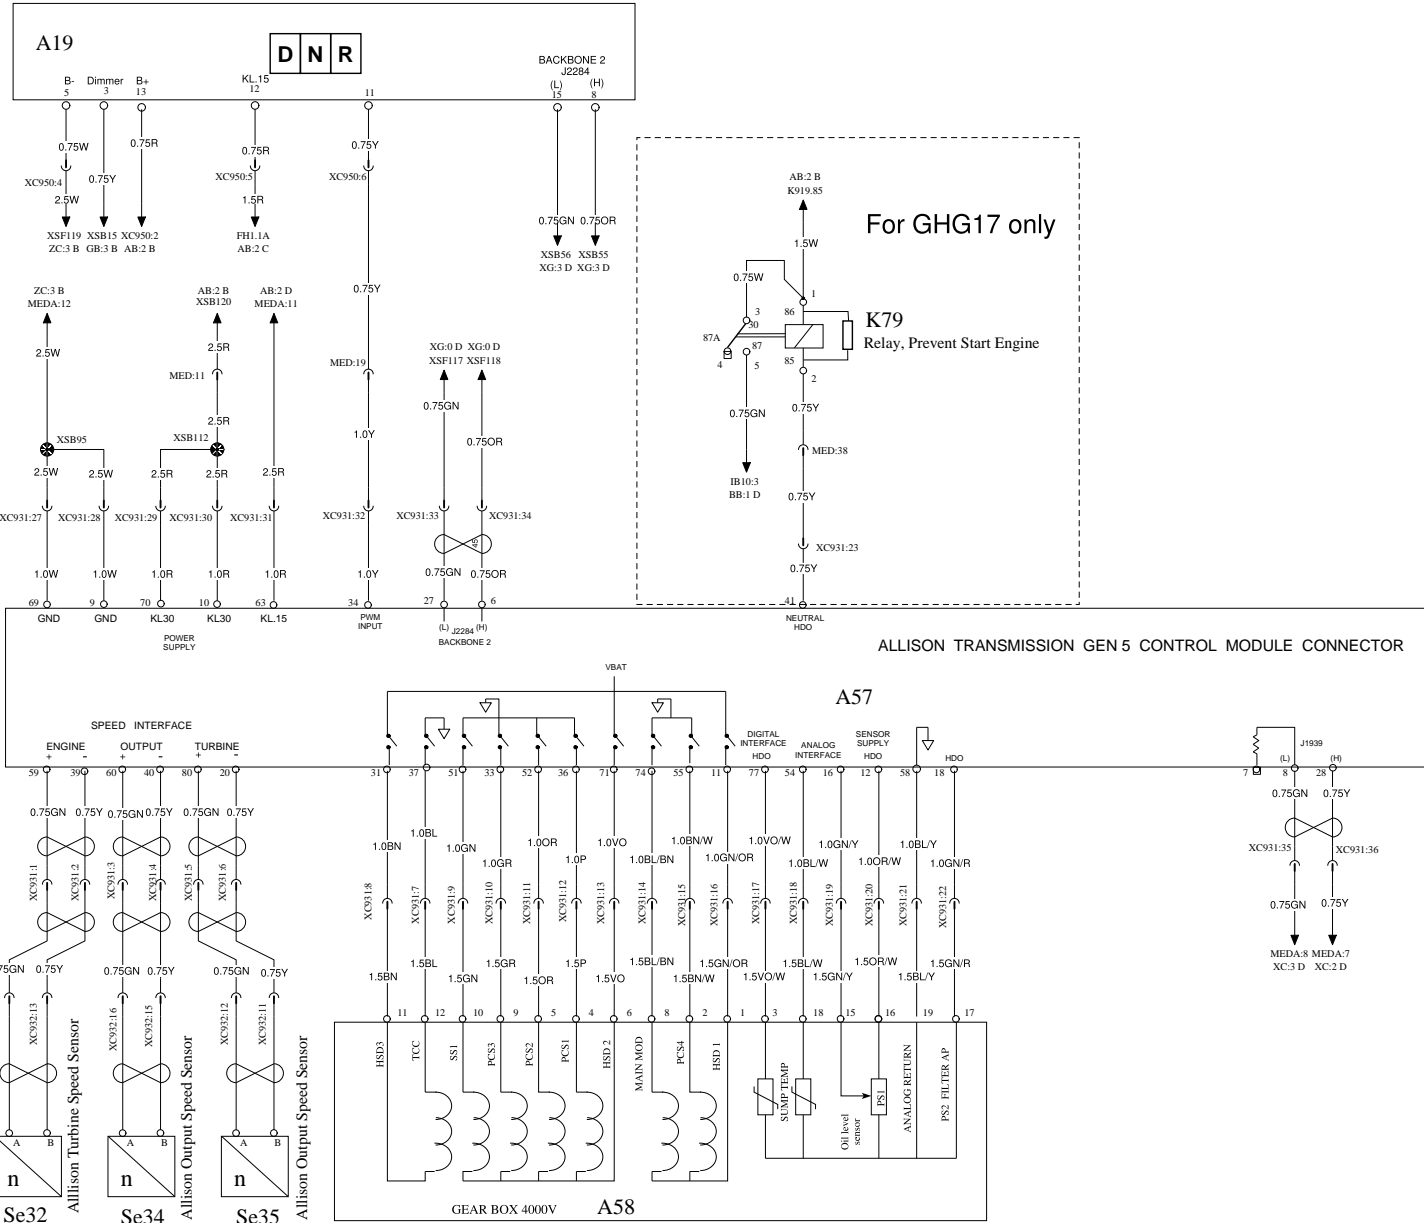 A19
D N R
BACKBONE 2
J2284
B- Dimmer B+ KL.15 (L) (H)
5 3 13 12 11 15 8
0.75W 0.75R 0.75R 0.75Y
XC950:4 0.75Y XC950:5 XC950:6
2.5W 1.5R
0.75GN 0.75OR
XSF119 XSB15 XC950:2 FH1.1A
ZC:3 B GB:3 B AB:2 B AB:2 C
XSB56 XSB55
XG:3 D XG:3 D
AB:2 B
K919.85
For GHG17 only
1.5W
0.75W
1
3 86
30
K79
87A
87 85
Relay, Prevent Start Engine
4 5 2
0.75GN 0.75Y
MED:38
IB10:3
BB:1 D
0.75Y
XC931:23
0.75Y
41
NEUTRAL
HDO
ZC:3 B AB:2 B AB:2 D
MEDA:12 XSB120 MEDA:11
0.75Y
2.5W 2.5R
XG:0 D XG:0 D
XSF117 XSF118
MED:11 MED:19
0.75GN
2.5R
1.0Y
0.75OR
XSB95 XSB112
2.5W 2.5W 2.5R 2.5R 2.5R
XC931:27 XC931:28 XC931:29 XC931:30 XC931:31 XC931:32 XC931:33 XC931:34
45
1.0W 1.0W 1.0R 1.0R 1.0R 1.0Y 0.75GN 0.75OR
69 9 70 10 63 34 27 6
GND GND KL30 KL30 KL.15 PWM
INPUT
(L) J2284 (H)
BACKBONE 2
POWER
SUPPLY
ALLISON TRANSMISSION GEN 5 CONTROL MODULE CONNECTOR
VBAT
A57
SPEED INTERFACE
ENGINE OUTPUT TURBINE
+ - + - + -
DIGITAL
INTERFACE
HDO
ANALOG
INTERFACE
SENSOR
SUPPLY
HDO
HDO
J1939
(L) (H)
59 39 60 40 80 20 31 37 51 33 52 36 71 74 55 11 77 54 16 12 58 18 7 8 28
0.75GN 0.75Y 0.75GN 0.75Y 0.75GN 0.75Y
1.0BN 1.0BL 1.0GN 1.0GR 1.0OR 1.0P 1.0VO 1.0BL/BN 1.0BN/W 1.0GN/OR 1.0VO/W 1.0BL/W 1.0GN/Y 1.0OR/W 1.0BL/Y 1.0GN/R
0.75GN 0.75Y
XC931:35 XC931:36
XC931:1 XC931:2 XC931:3 XC931:4 XC931:5 XC931:6 XC931:8 XC931:7 XC931:9 XC931:10 XC931:11 XC931:12 XC931:13 XC931:14 XC931:15 XC931:16 XC931:17 XC931:18 XC931:19 XC931:20 XC931:21 XC931:22
0.75GN 0.75Y
MEDA:8 MEDA:7
XC:3 D XC:2 D
75GN 0.75Y 0.75GN 0.75Y 0.75GN 0.75Y
1.5BN 1.5BL 1.5GN 1.5GR 1.5OR 1.5P 1.5VO 1.5BL/BN 1.5BN/W 1.5GN/OR 1.5VO/W 1.5BL/W 1.5GN/Y 1.5OR/W 1.5BL/Y 1.5GN/R
XC932:13 XC932:16 XC932:15 XC932:12 XC932:11
11 12 10 9 5 4 6 8 2 1 3 18 15 16 19 17
HSD3 TCC SS1 PCS3 PCS2 PCS1 HSD 2 MAIN MOD PCS4 HSD 1
SUMP TEMP
Oil level
sensor
PS1
ANALOG RETURN
PS2 FILTER AP
A B A B A B
n n n
Alllison Turbine Speed Sensor
Allison Output Speed Sensor
Allison Output Speed Sensor
Se32 Se34 Se35
GEAR BOX 4000V A58